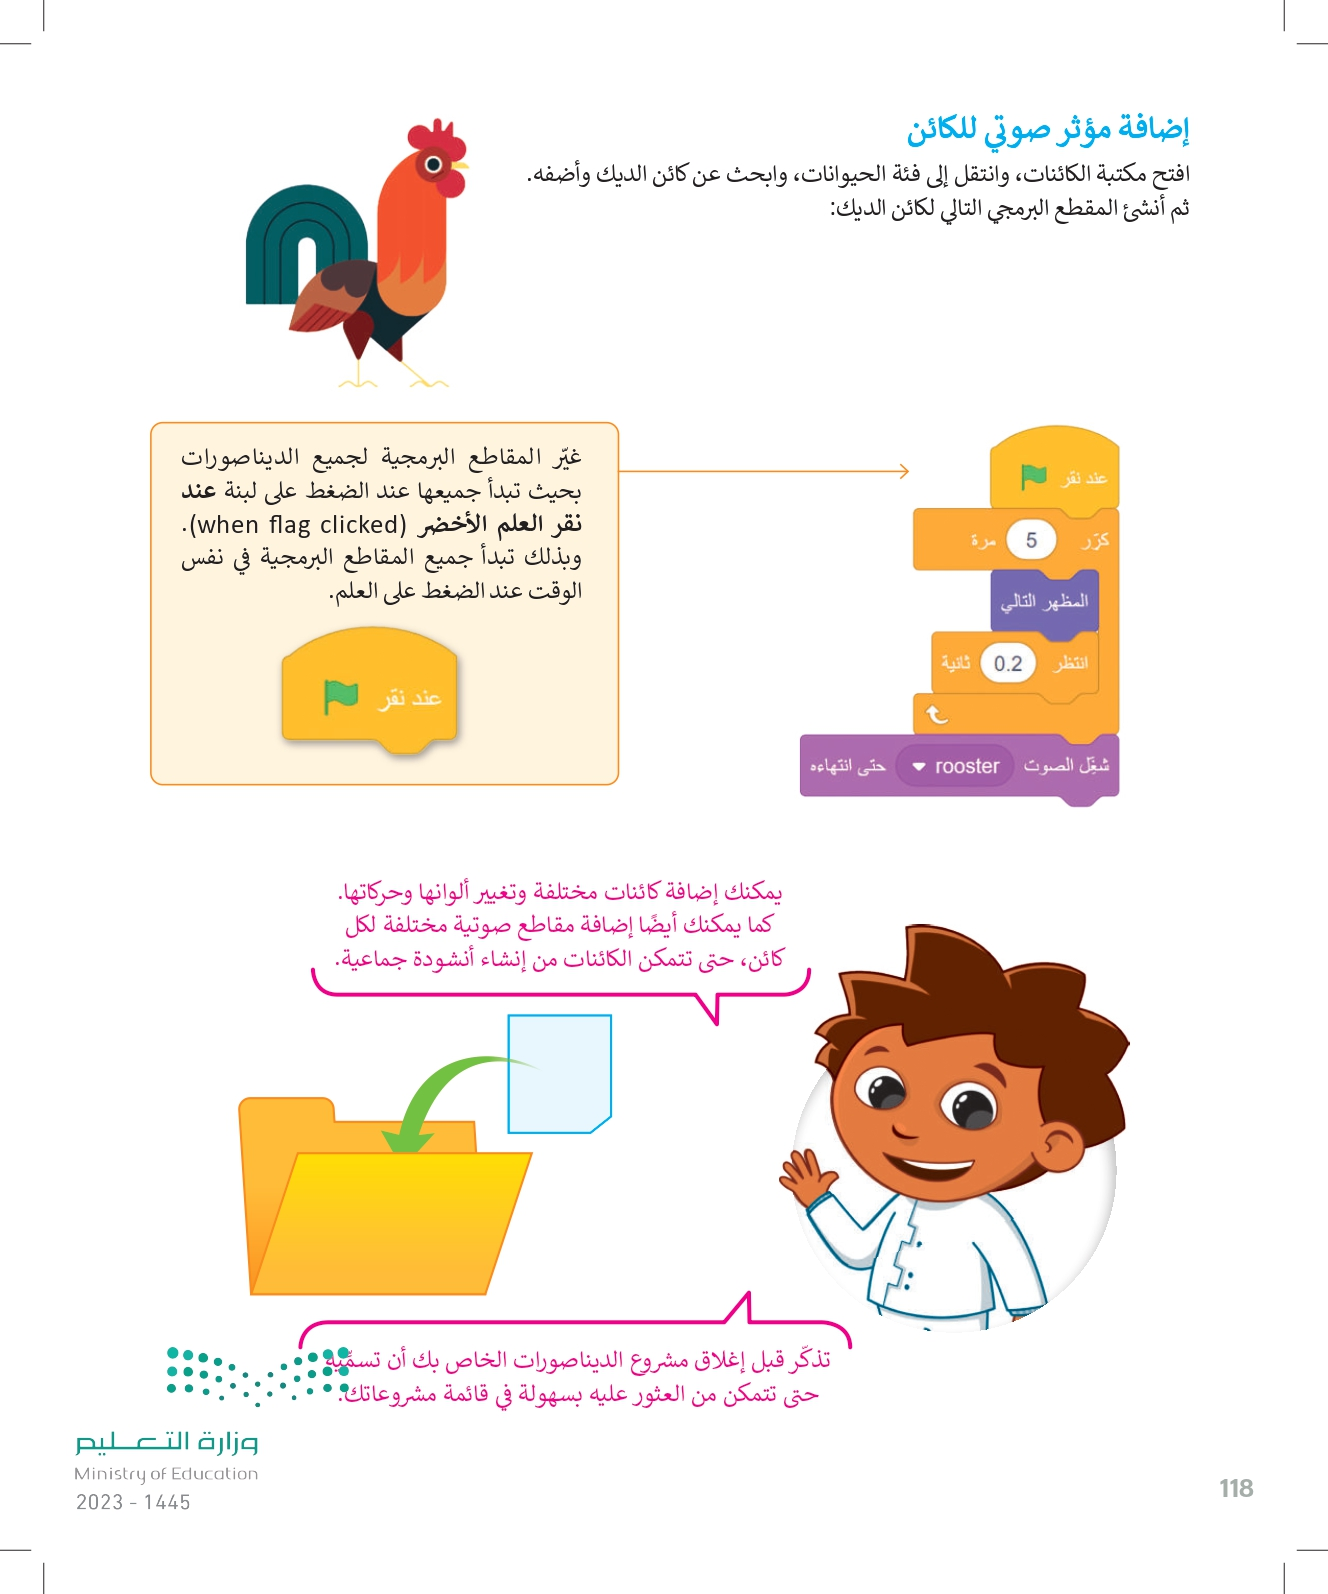 إضافة مؤثر صوتي للكائن
افتح مكتبة الكائنات، وانتقل إلى فئة الحيوانات، وابحث عن كائن الديك وأضفه.
ثم أنشئ المقطع البرمجي التالي لكائن الديك:
عند نقر
كرّر 5 مرة
المظهر التالي
انتظر 0.2 ثانية
شغّل الصوت rooster حتى انتهاءه
غيّر المقاطع البرمجية لجميع الديناصورات
بحيث تبدأ جميعها عند الضغط على لبنة عند
نقر العلم الأخضر (when flag clicked).
وبذلك تبدأ جميع المقاطع البرمجية في نفس
الوقت عند الضغط على العلم.
عند نقر
يمكنك إضافة كائنات مختلفة وتغيير ألوانها وحركاتها.
كما يمكنك أيضًا إضافة مقاطع صوتية مختلفة لكل
كائن، حتى تتمكن الكائنات من إنشاء أنشودة جماعية.
تذكّر قبل إغلاق مشروع الديناصورات الخاص بك أن تسمّيه
حتى تتمكن من العثور عليه بسهولة في قائمة مشروعاتك.
وزارة التعليم
Ministry of Education
2023 - 1445
118